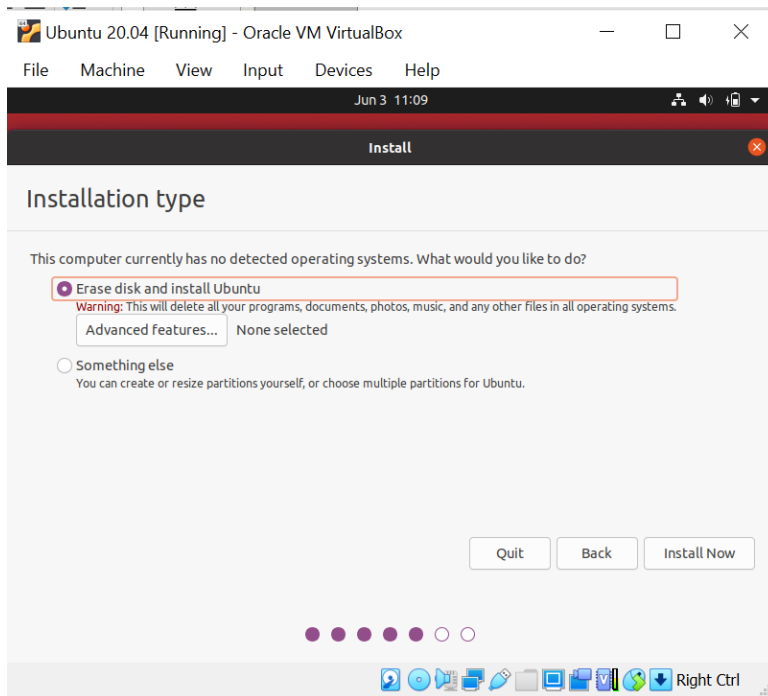 Ubuntu 20.04 [Running] - Oracle VM VirtualBox
File Machine View Input Devices Help
Jun 3 11:09
Install
Installation type
This computer currently has no detected operating systems. What would you like to do?
Erase disk and install Ubuntu
Warning: This will delete all your programs, documents, photos, music, and any other files in all operating systems.
Advanced features... None selected
Something else
You can create or resize partitions yourself, or choose multiple partitions for Ubuntu.
Quit Back Install Now
Right Ctrl